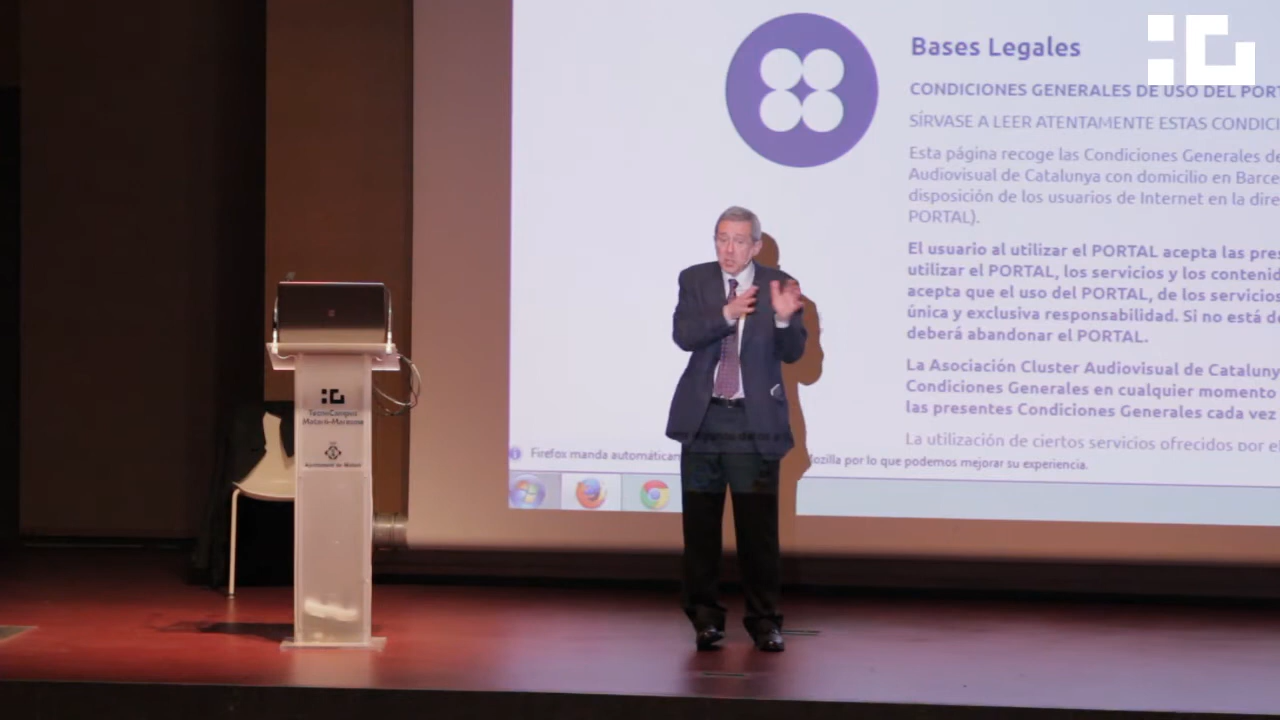 Bases Legales
CONDICIONES GENERALES DE USO DEL PORT
SÍRVASE A LEER ATENTAMENTE ESTAS CONDICI
Esta página recoge las Condiciones Generales de
Audiovisual de Catalunya con domicilio en Barce
disposición de los usuarios de Internet en la dire
PORTAL).
El usuario al utilizar el PORTAL acepta las pres
utilizar el PORTAL, los servicios y los contenid
acepta que el uso del PORTAL, de los servicios
única y exclusiva responsabilidad. Si no está de
deberá abandonar el PORTAL.
La Asociación Cluster Audiovisual de Cataluny
Condiciones Generales en cualquier momento
las presentes Condiciones Generales cada vez
La utilización de ciertos servicios ofrecidos por el
Firefox manda automátican ozilla por lo que podemos mejorar su experiencia.
TecnoCampus
Mataró-Maresme
Ajuntament de Mataró